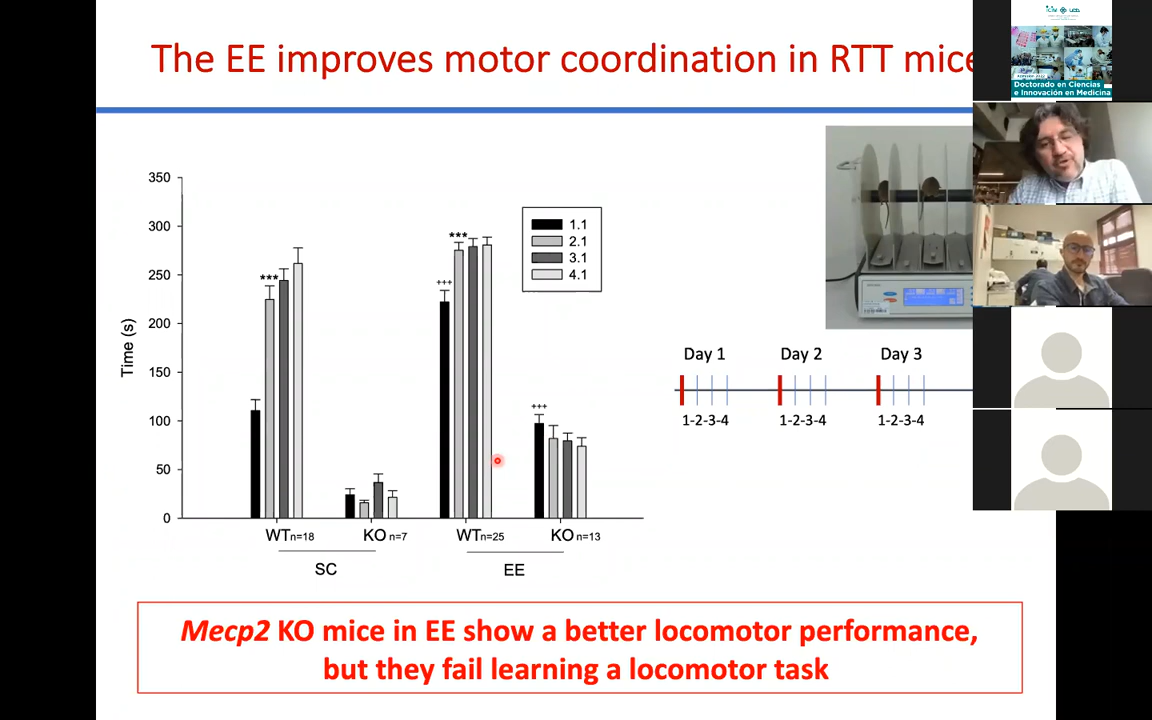 The EE improves motor coordination in RTT mice
350
300
250
200
150
100
50
0
Time (s)
***
+++
***
+++
1.1
2.1
3.1
4.1
WTn=18
KO n=7
WTn=25
KO n=13
SC
EE
Day 1
Day 2
Day 3
1-2-3-4
1-2-3-4
1-2-3-4
Mecp2 KO mice in EE show a better locomotor performance,
but they fail learning a locomotor task
Doctorado en Ciencias
e Innovación en Medicina